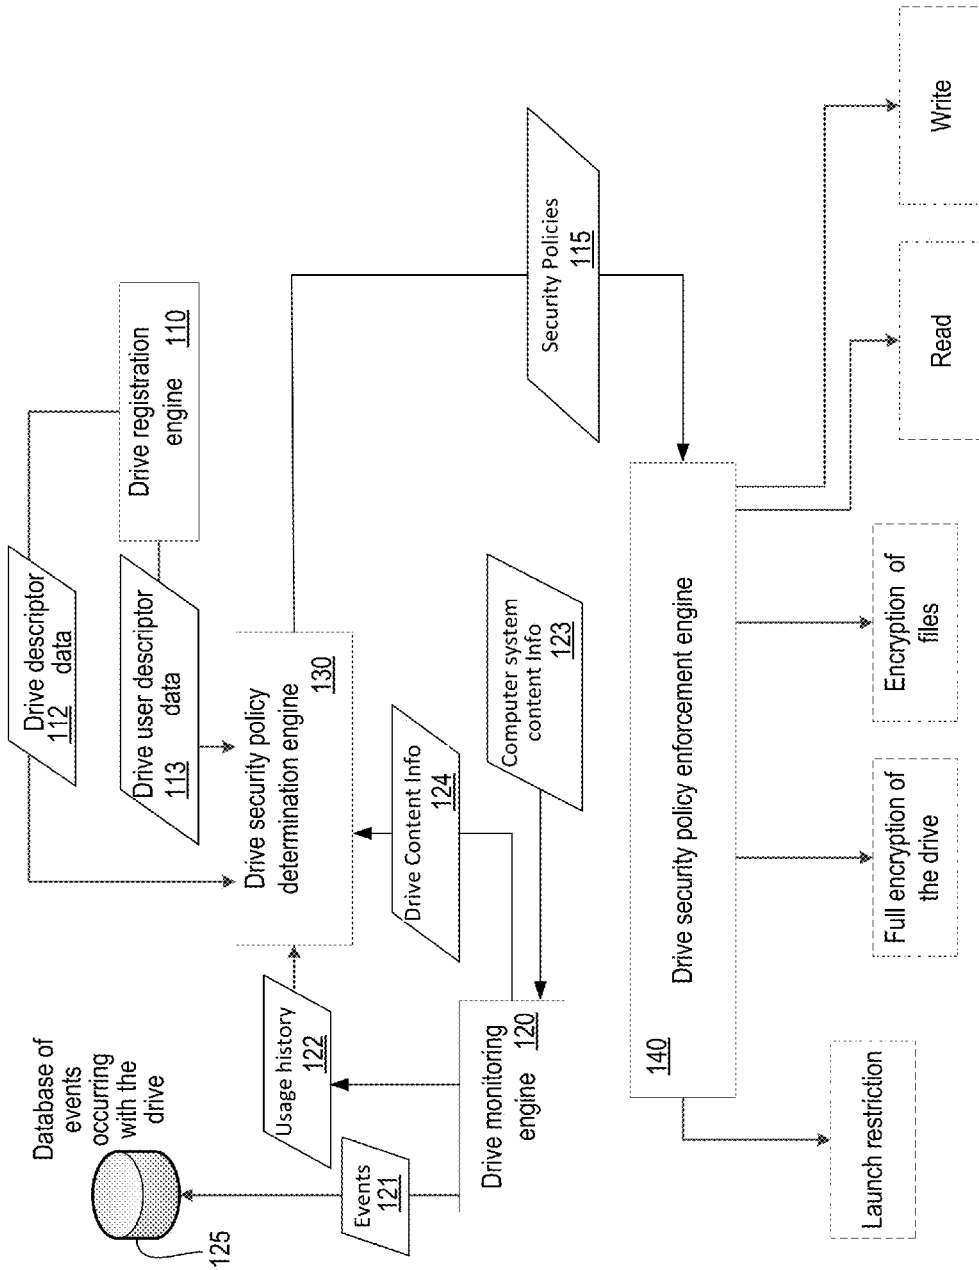 Database of
events
occurring
with the
drive
125
Events
121
Usage history
122
Drive monitoring
engine
120
Drive descriptor
data
112
Drive user descriptor
data
113
Drive registration
engine
110
Drive security policy
determination engine
130
Drive Content Info
124
Computer system
content Info
123
Security Policies
115
140
Drive security policy enforcement engine
Launch restriction
Full encryption of
the drive
Encryption of
files
Read
Write